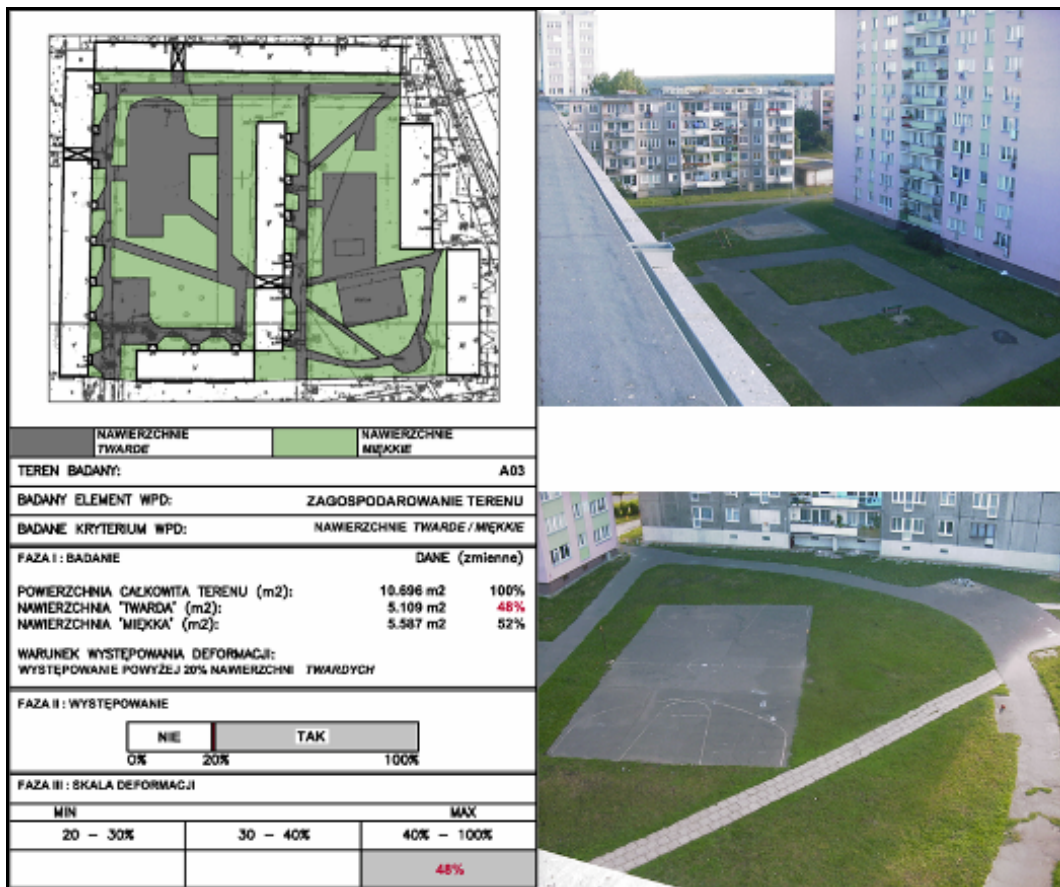 NAWIERZCHNIE TWARDE
NAWIERZCHNIE MIĘKKIE
TEREN BADANY: A03
BADANY ELEMENT WPD: ZAGOSPODAROWANIE TERENU
BADANE KRYTERIUM WPD: NAWIERZCHNIE TWARDE / MIĘKKIE
FAZA I : BADANIE DANE (zmienne)
POWIERZCHNIA CAŁKOWITA TERENU (m2): 10.696 m2 100%
NAWIERZCHNIA "TWARDA" (m2): 5.109 m2 48%
NAWIERZCHNIA "MIĘKKA" (m2): 5.587 m2 52%
WARUNEK WYSTĘPOWANIA DEFORMACJI:
WYSTĘPOWANIE POWYŻEJ 20% NAWIERZCHNI TWARDYCH
FAZA II : WYSTĘPOWANIE
NIE TAK
0% 20% 100%
FAZA III : SKALA DEFORMACJI
MIN MAX
20 – 30% 30 – 40% 40% – 100%
48%